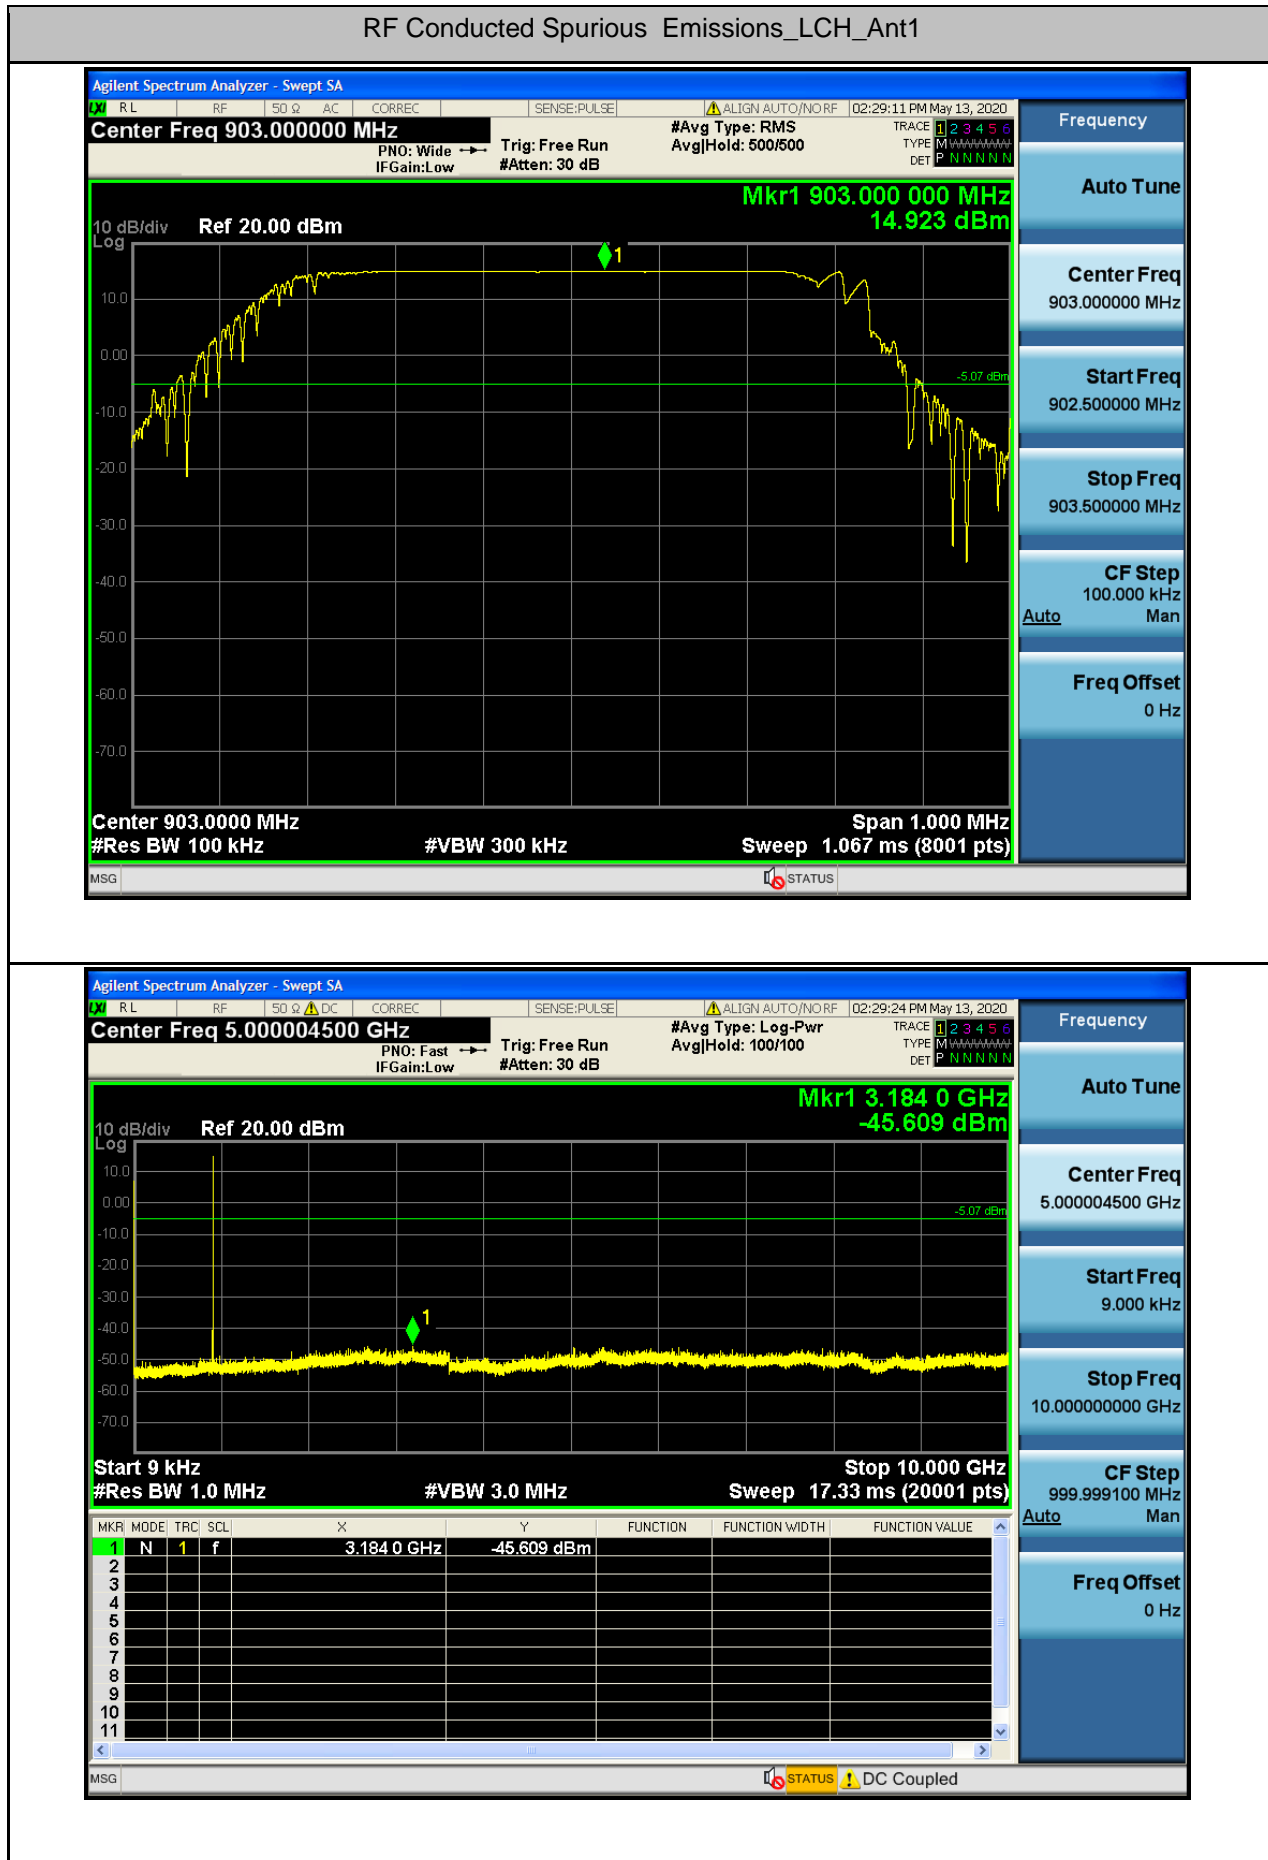 RF Conducted Spurious Emissions_LCH_Ant1
Agilent Spectrum Analyzer - Swept SA
LXI RL RF 50 Ω AC CORREC SENSE:PULSE ALIGN AUTO/NO RF 02:29:11 PM May 13, 2020
Center Freq 903.000000 MHz
PNO: Wide
IFGain:Low
Trig: Free Run
#Atten: 30 dB
#Avg Type: RMS
Avg|Hold: 500/500
TRACE 1 2 3 4 5 6
TYPE M WWWWW
DET P N N N N N
Frequency
Auto Tune
Center Freq
903.000000 MHz
Start Freq
902.500000 MHz
Stop Freq
903.500000 MHz
CF Step
100.000 kHz
Auto Man
Freq Offset
0 Hz
Mkr1 903.000 000 MHz
14.923 dBm
10 dB/div Ref 20.00 dBm
Log
1
10.0
0.00
-5.07 dBm
-10.0
-20.0
-30.0
-40.0
-50.0
-60.0
-70.0
Center 903.0000 MHz Span 1.000 MHz
#Res BW 100 kHz #VBW 300 kHz Sweep 1.067 ms (8001 pts)
MSG STATUS
Agilent Spectrum Analyzer - Swept SA
LXI RL RF 50 Ω DC CORREC SENSE:PULSE ALIGN AUTO/NO RF 02:29:24 PM May 13, 2020
Center Freq 5.000004500 GHz
PNO: Fast
IFGain:Low
Trig: Free Run
#Atten: 30 dB
#Avg Type: Log-Pwr
Avg|Hold: 100/100
TRACE 1 2 3 4 5 6
TYPE M WWWWW
DET P N N N N N
Frequency
Auto Tune
Center Freq
5.000004500 GHz
Start Freq
9.000 kHz
Stop Freq
10.000000000 GHz
CF Step
999.999100 MHz
Auto Man
Freq Offset
0 Hz
Mkr1 3.184 0 GHz
-45.609 dBm
10 dB/div Ref 20.00 dBm
Log
10.0
0.00
-5.07 dBm
-10.0
-20.0
-30.0
1
-40.0
-50.0
-60.0
-70.0
Start 9 kHz Stop 10.000 GHz
#Res BW 1.0 MHz #VBW 3.0 MHz Sweep 17.33 ms (20001 pts)
MKR MODE TRC SCL X Y FUNCTION FUNCTION WIDTH FUNCTION VALUE
1 N 1 f 3.184 0 GHz -45.609 dBm
2
3
4
5
6
7
8
9
10
11
MSG STATUS DC Coupled